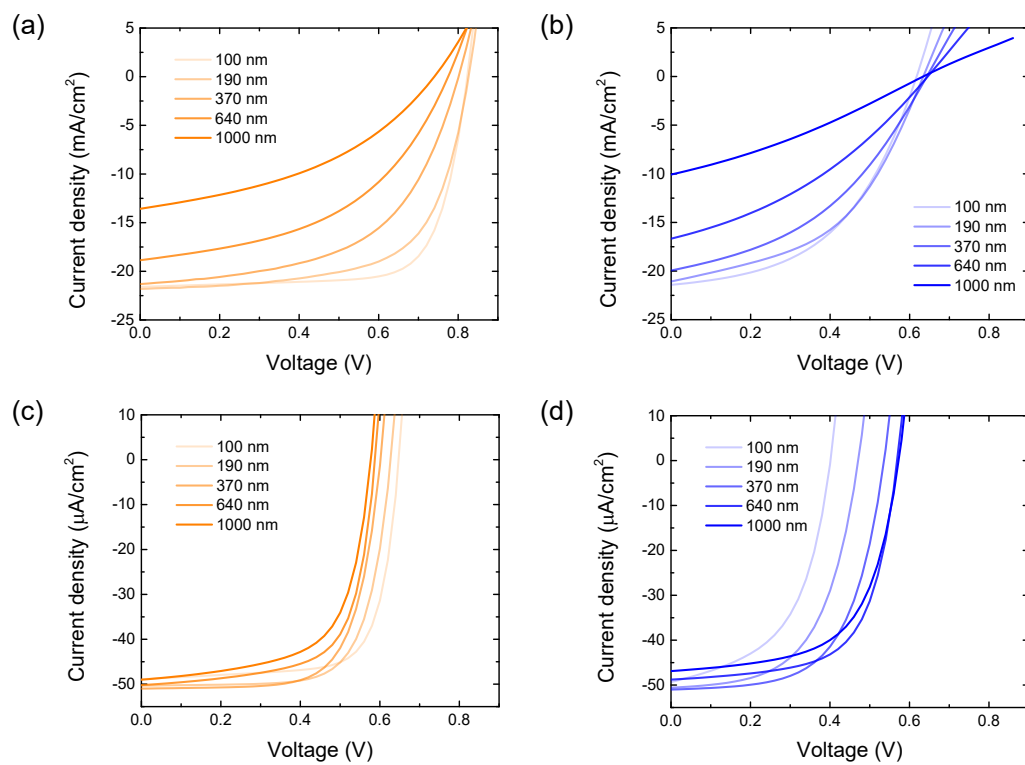 (a)
5
0
-5
-10
-15
-20
-25
0.0 0.2 0.4 0.6 0.8
Current density (mA/cm²)
Voltage (V)
100 nm
190 nm
370 nm
640 nm
1000 nm
(b)
5
0
-5
-10
-15
-20
-25
0.0 0.2 0.4 0.6 0.8
Current density (mA/cm²)
Voltage (V)
100 nm
190 nm
370 nm
640 nm
1000 nm
(c)
10
0
-10
-20
-30
-40
-50
0.0 0.2 0.4 0.6 0.8
Current density (μA/cm²)
Voltage (V)
100 nm
190 nm
370 nm
640 nm
1000 nm
(d)
10
0
-10
-20
-30
-40
-50
0.0 0.2 0.4 0.6 0.8
Current density (μA/cm²)
Voltage (V)
100 nm
190 nm
370 nm
640 nm
1000 nm